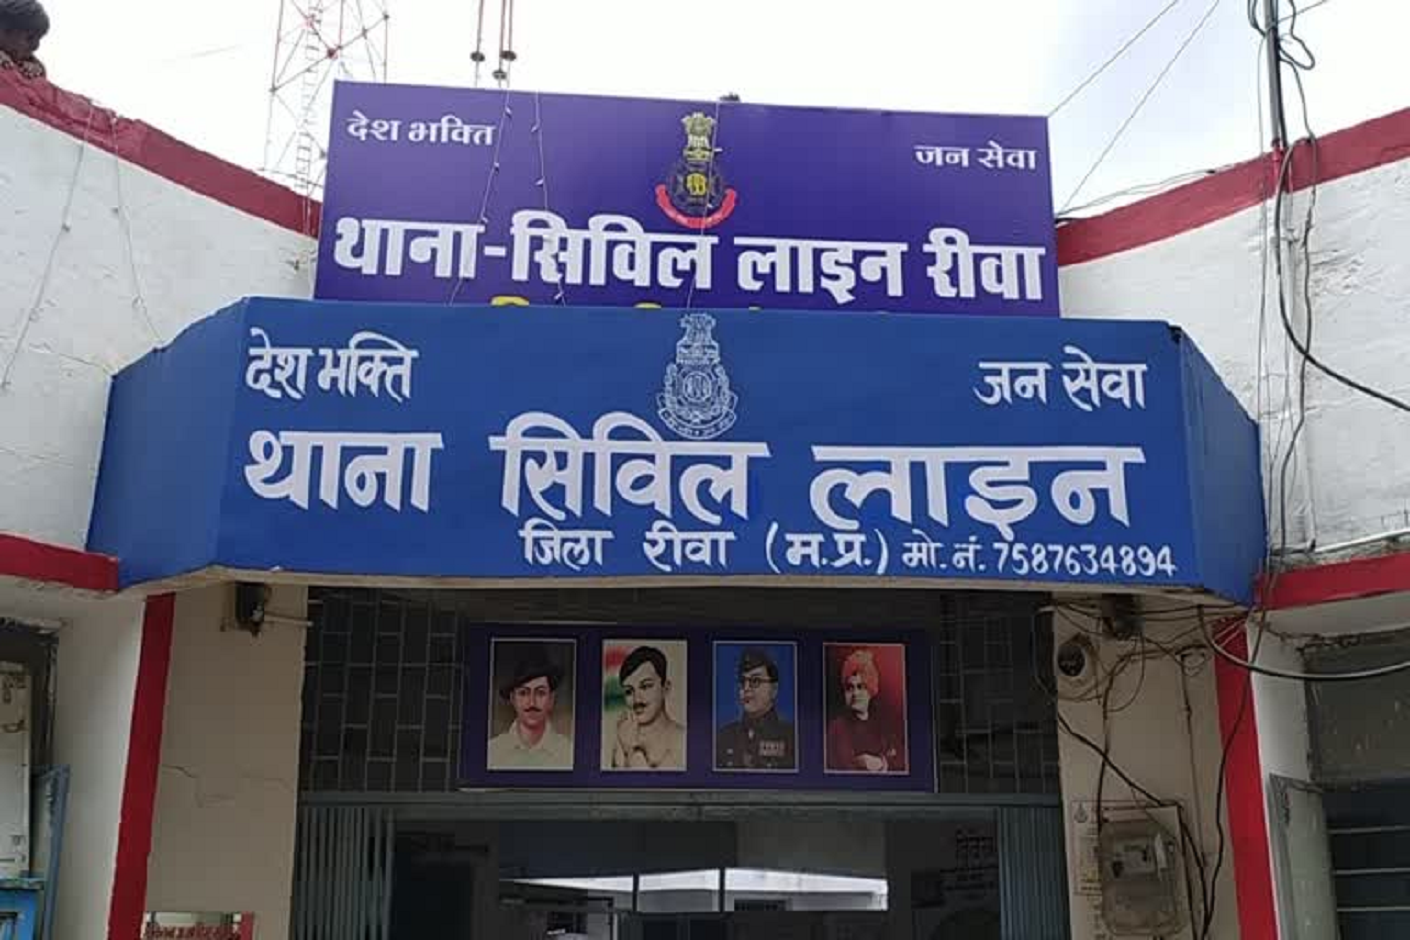 देश भक्ति जन सेवा
थाना-सिविल लाइन रीवा
देश भक्ति जन सेवा
थाना सिविल लाइन
जिला रीवा (म.प्र.) मो.नं. 7587634894